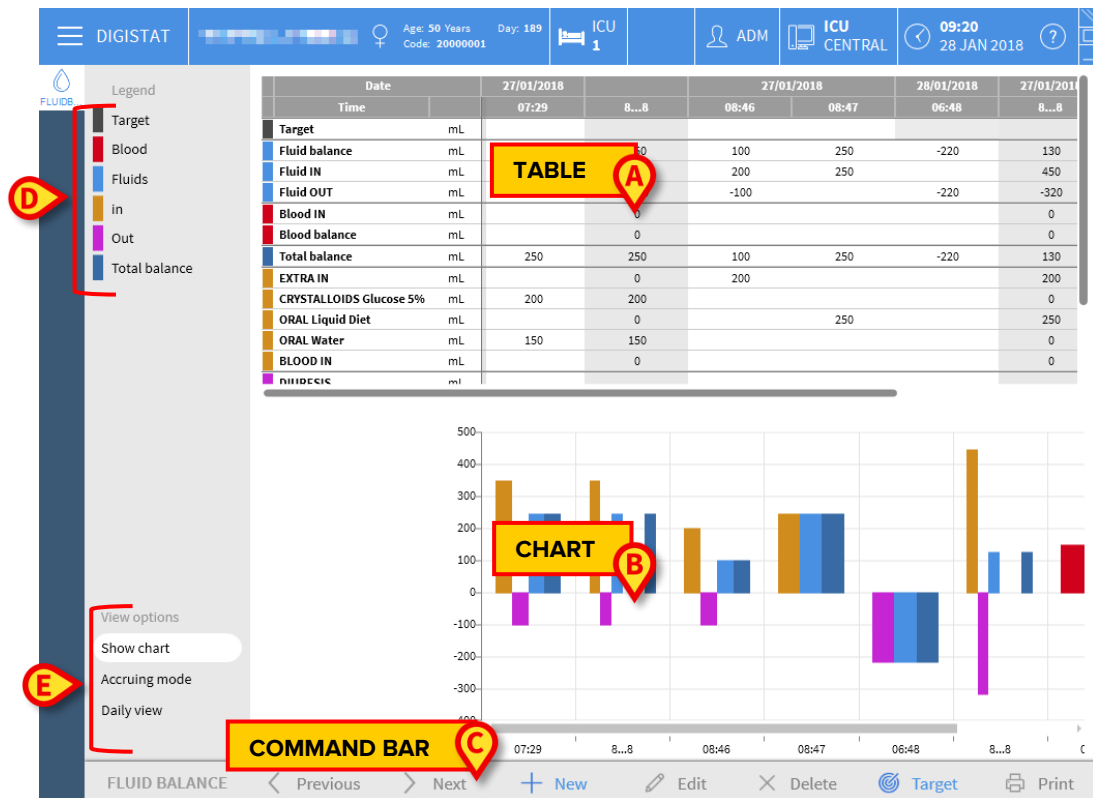 DIGISTAT
Age: 50 Years
Code: 20000001
Day: 189
ICU
1
ADM
ICU
CENTRAL
09:20
28 JAN 2018
?
FLUIDB...
Legend
Target
Blood
Fluids
in
Out
Total balance
D
Date 27/01/2018 27/01/2018 28/01/2018 27/01/201
Time 07:29 8...8 08:46 08:47 06:48 8...8
Target mL
Fluid balance mL 100 250 -220 130
Fluid IN mL 200 250 450
Fluid OUT mL -100 -220 -320
Blood IN mL 0 0
Blood balance mL 0 0
Total balance mL 250 250 100 250 -220 130
EXTRA IN mL 0 200 200
CRYSTALLOIDS Glucose 5% mL 200 200 0
ORAL Liquid Diet mL 0 250 250
ORAL Water mL 150 150 0
BLOOD IN mL 0 0
DIURESIS mL
TABLE
A
500
400
300
200
100
0
-100
-200
-300
-400
CHART
B
07:29 8...8 08:46 08:47 06:48 8...8
View options
Show chart
Accruing mode
Daily view
E
COMMAND BAR
C
FLUID BALANCE Previous Next New Edit Delete Target Print